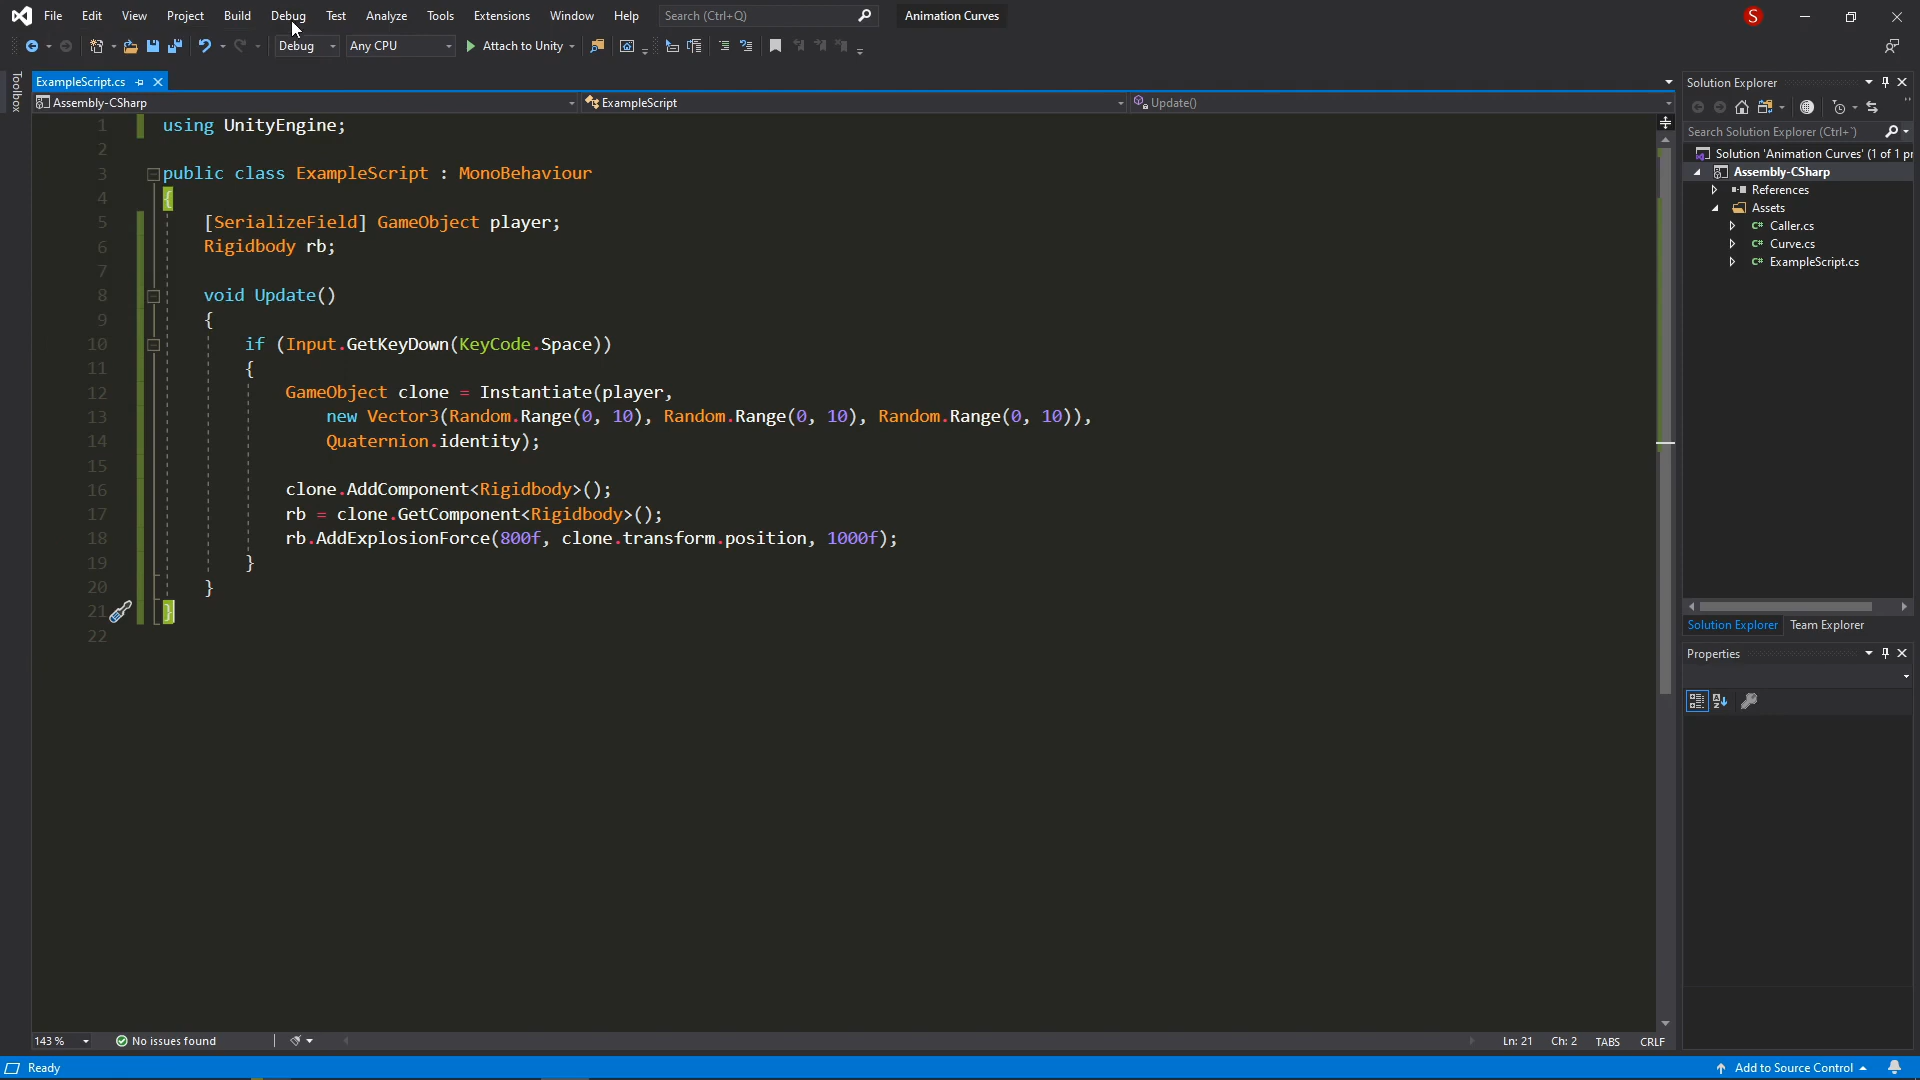 File Edit View Project Build Debug Test Analyze Tools Extensions Window Help Search (Ctrl+Q) Animation Curves S
Debug Any CPU Attach to Unity
Toolbox
ExampleScript.cs
Assembly-CSharp ExampleScript Update()
1 using UnityEngine;
2
3 public class ExampleScript : MonoBehaviour
4 {
5 [SerializeField] GameObject player;
6 Rigidbody rb;
7
8 void Update()
9 {
10 if (Input.GetKeyDown(KeyCode.Space))
11 {
12 GameObject clone = Instantiate(player,
13 new Vector3(Random.Range(0, 10), Random.Range(0, 10), Random.Range(0, 10)),
14 Quaternion.identity);
15
16 clone.AddComponent<Rigidbody>();
17 rb = clone.GetComponent<Rigidbody>();
18 rb.AddExplosionForce(800f, clone.transform.position, 1000f);
19 }
20 }
21 }
22
143 % No issues found Ln: 21 Ch: 2 TABS CRLF
Solution Explorer
Search Solution Explorer (Ctrl+`)
Solution 'Animation Curves' (1 of 1 pr
Assembly-CSharp
References
Assets
C# Caller.cs
C# Curve.cs
C# ExampleScript.cs
Solution Explorer Team Explorer
Properties
Ready Add to Source Control